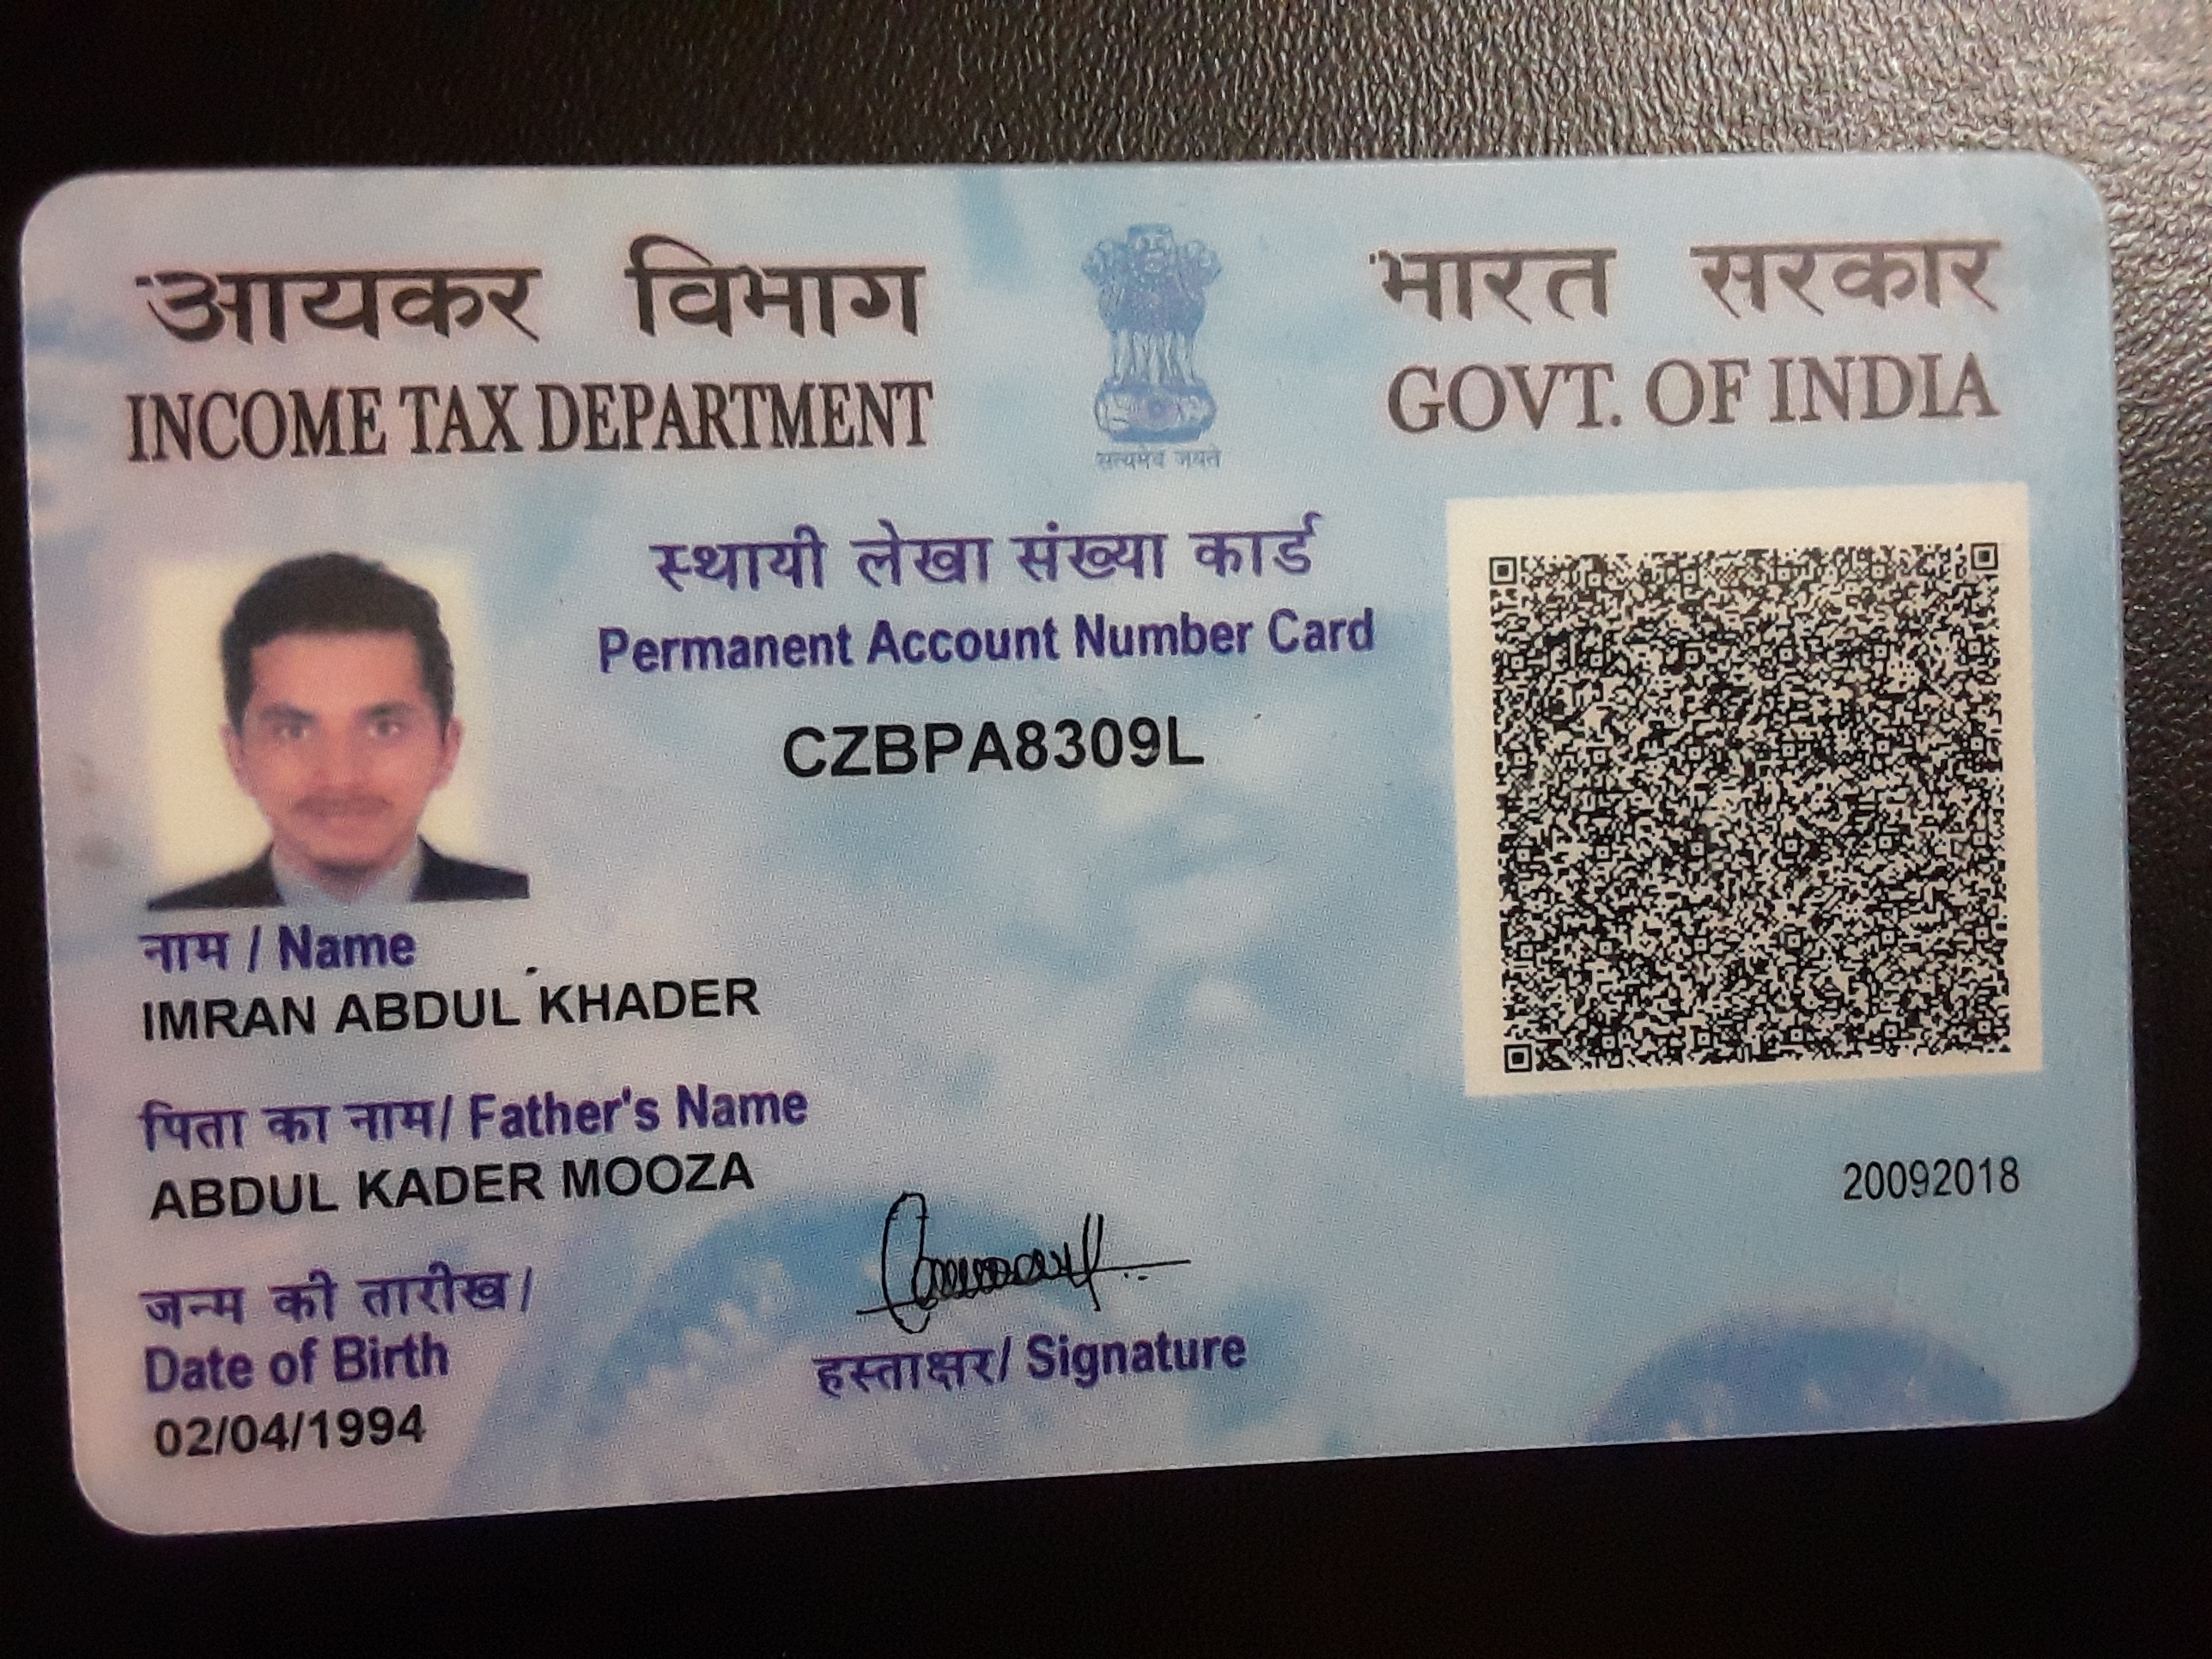 आयकर विभाग
INCOME TAX DEPARTMENT
सत्यमेव जयते
भारत सरकार
GOVT. OF INDIA
स्थायी लेखा संख्या कार्ड
Permanent Account Number Card
CZBPA8309L
नाम / Name
IMRAN ABDUL KHADER
पिता का नाम/ Father's Name
ABDUL KADER MOOZA
20092018
जन्म की तारीख /
Date of Birth
02/04/1994
हस्ताक्षर/ Signature